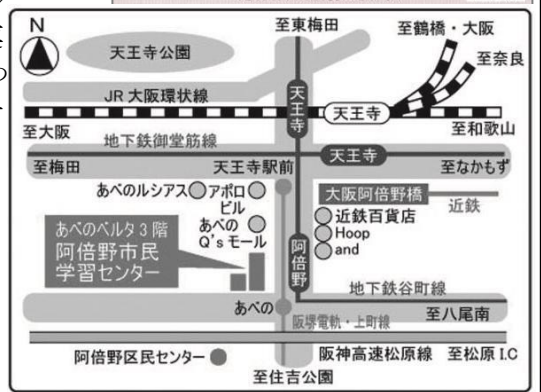 N
至東梅田
至鶴橋・大阪
天王寺公園
至奈良
JR 大阪環状線
天王寺
天王寺
至大阪
至和歌山
地下鉄御堂筋線
天王寺
至梅田
天王寺駅前
至なかもず
あべのルシアス
アポロ
ビル
大阪阿倍野橋
近鉄
あべの
Q'sモール
近鉄百貨店
Hoop
and
あべのベルタ3階
阿倍野市民
学習センター
阿倍野
地下鉄谷町線
あべの
阪堺電軌・上町線
至八尾南
阿倍野区民センター
阪神高速松原線
至松原 I.C
至住吉公園